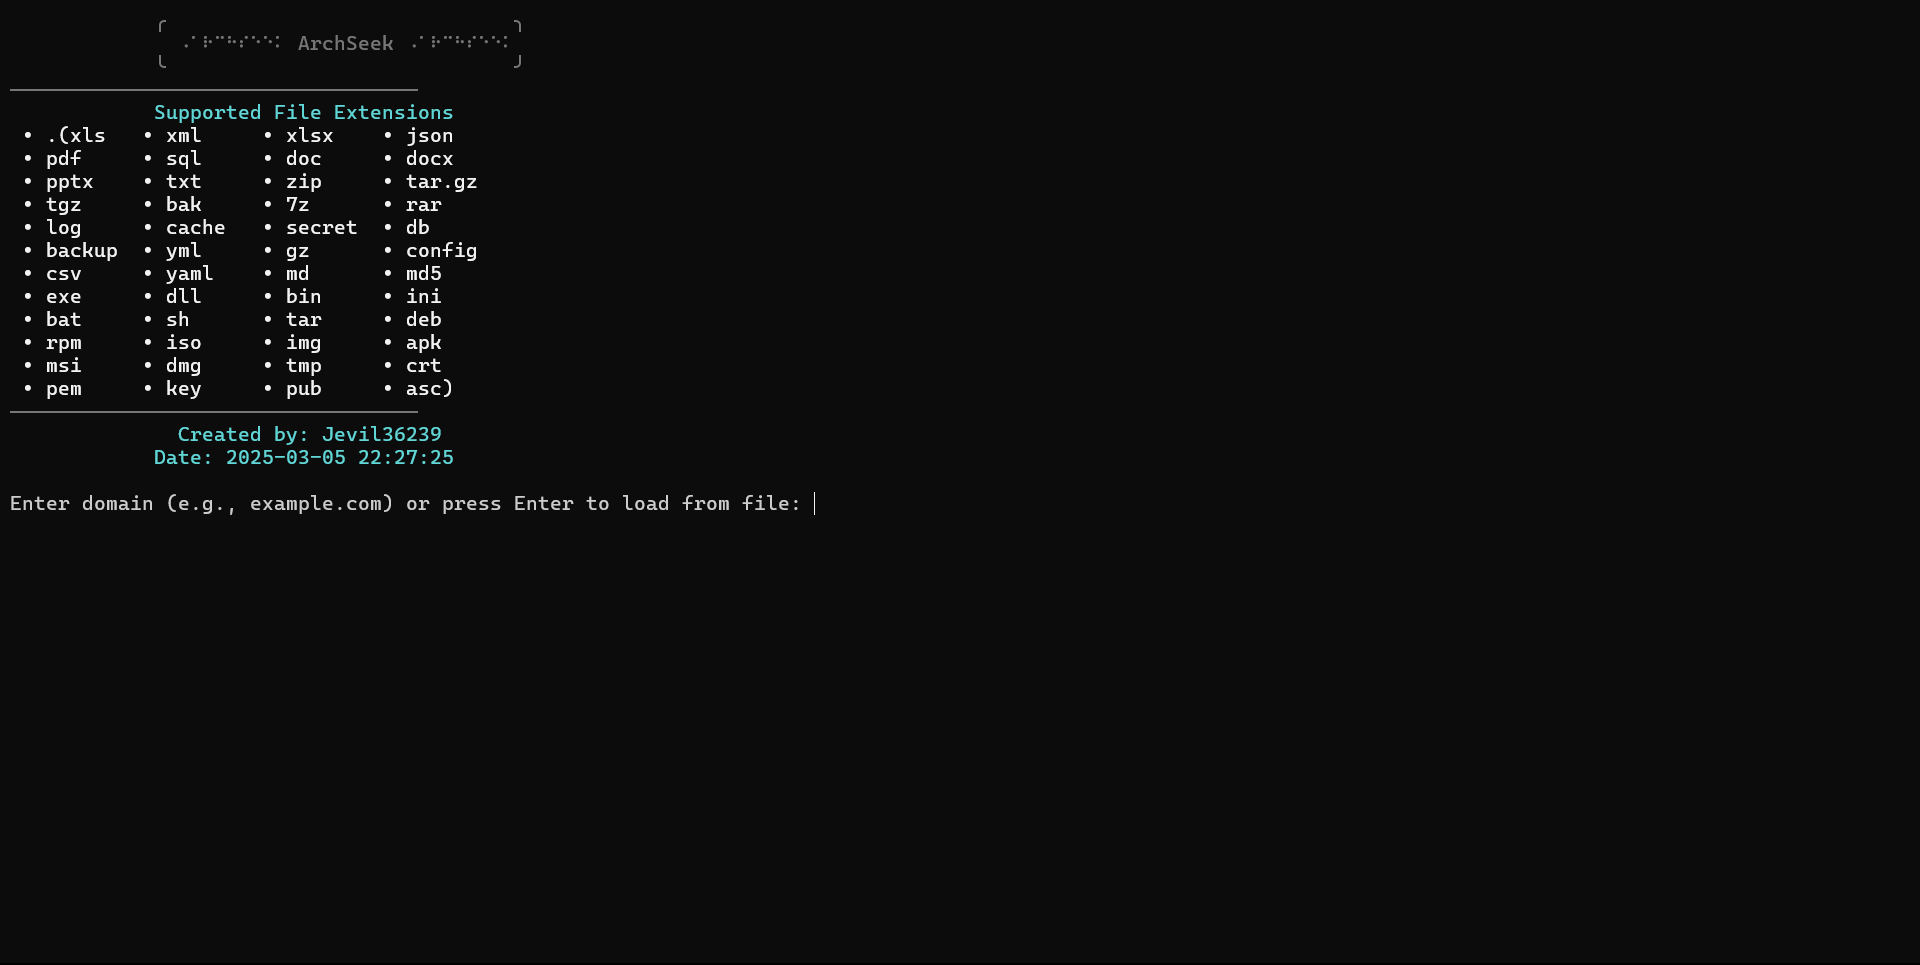 ArchSeek
Supported File Extensions
• .(xls • xml • xlsx • json
• pdf • sql • doc • docx
• pptx • txt • zip • tar.gz
• tgz • bak • 7z • rar
• log • cache • secret • db
• backup • yml • gz • config
• csv • yaml • md • md5
• exe • dll • bin • ini
• bat • sh • tar • deb
• rpm • iso • img • apk
• msi • dmg • tmp • crt
• pem • key • pub • asc)
Created by: Jevil36239
Date: 2025-03-05 22:27:25
Enter domain (e.g., example.com) or press Enter to load from file: